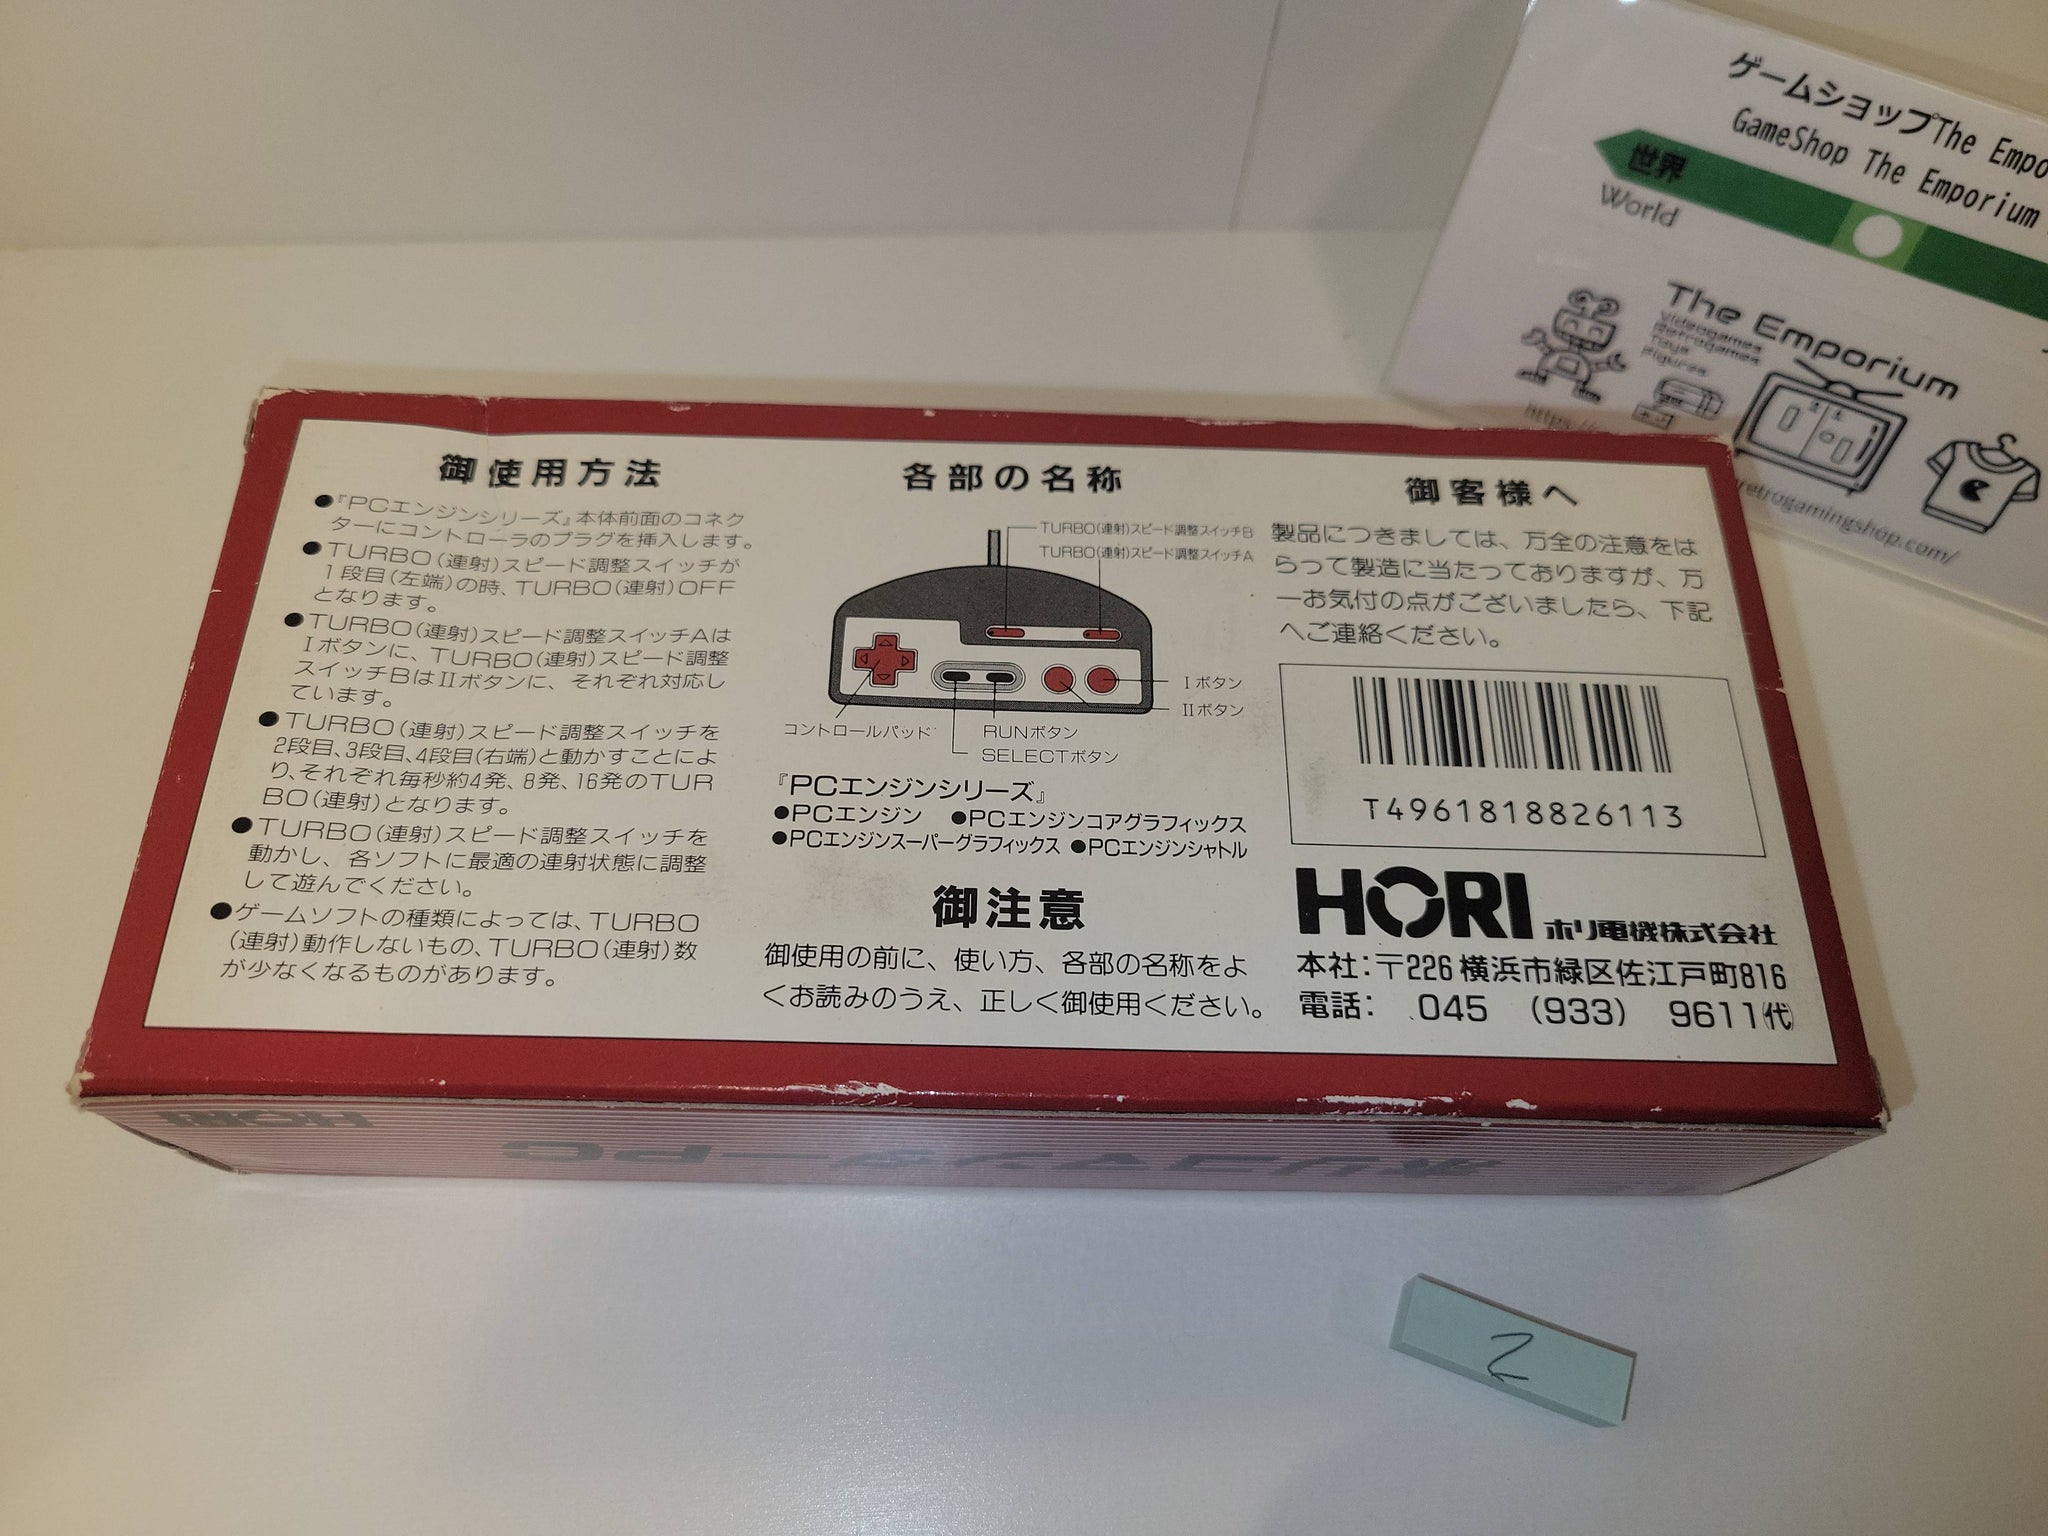 御使用方法
●『PCエンジンシリーズ』本体前面のコネク
ターにコントローラのプラグを挿入します。
●TURBO(連射)スピード調整スイッチが
1段目(左端)の時、TURBO(連射)OFF
となります。
●TURBO(連射)スピード調整スイッチAは
Iボタンに、TURBO(連射)スピード調整
スイッチBはIIボタンに、それぞれ対応し
ています。
●TURBO(連射)スピード調整スイッチを
2段目、3段目、4段目(右端)と動かすことによ
り、それぞれ毎秒約4発、8発、16発のTUR
BO(連射)となります。
●TURBO(連射)スピード調整スイッチを
動かし、各ソフトに最適の連射状態に調整
して遊んでください。
●ゲームソフトの種類によっては、TURBO
(連射)動作しないもの、TURBO(連射)数
が少なくなるものがあります。
各部の名称
TURBO(連射)スピード調整スイッチB
TURBO(連射)スピード調整スイッチA
Iボタン
IIボタン
コントロールパッド
RUNボタン
SELECTボタン
『PCエンジンシリーズ』
●PCエンジン ●PCエンジンコアグラフィックス
●PCエンジンスーパーグラフィックス ●PCエンジンシャトル
御注意
御使用の前に、使い方、各部の名称をよ
くお読みのうえ、正しく御使用ください。
御客様へ
製品につきましては、万全の注意をは
らって製造に当たっておりますが、万
一お気付の点がございましたら、下記
へご連絡ください。
T4961818826113
HORI ホリ電機株式会社
本社:〒226 横浜市緑区佐江戸町816
電話: 045 (933) 9611(代)
HORI
ホリコマンダーPC
ゲームショップThe Empo
GameShop The Emporium
世界
World
The Emporium
Videogames
Retrogames
Toys
Figures
https://
retrogamingshop.com/
2